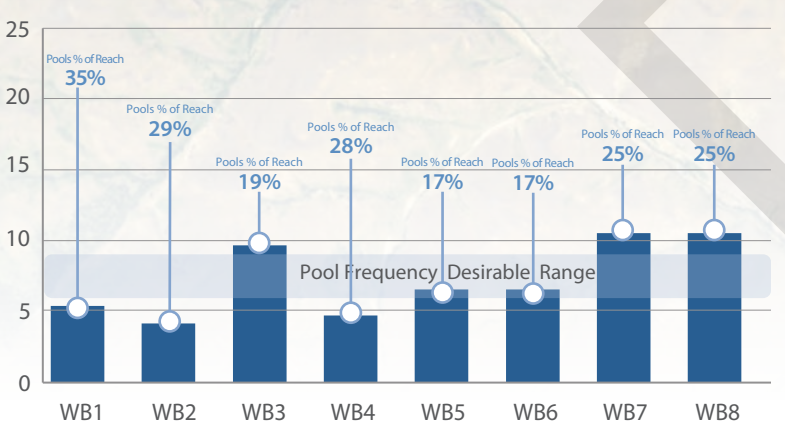 25
20
15
10
5
0
Pools % of Reach
35%
Pools % of Reach
29%
Pools % of Reach
19%
Pools % of Reach
28%
Pools % of Reach
17%
Pools % of Reach
17%
Pools % of Reach
25%
Pools % of Reach
25%
Pool Frequency Desirable Range
WB1 WB2 WB3 WB4 WB5 WB6 WB7 WB8